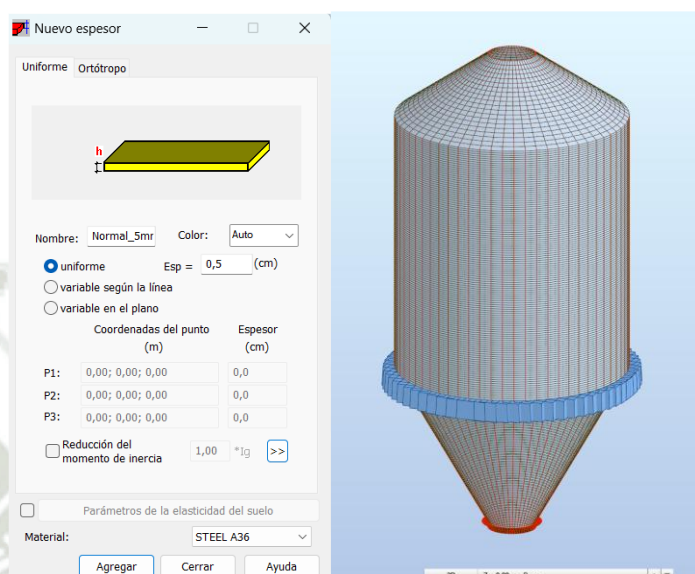 Nuevo espesor
Uniforme Ortótropo
h
Nombre: Normal_5mr Color: Auto
uniforme Esp = 0,5 (cm)
variable según la línea
variable en el plano
Coordenadas del punto Espesor
(m) (cm)
P1: 0,00; 0,00; 0,00 0,0
P2: 0,00; 0,00; 0,00 0,0
P3: 0,00; 0,00; 0,00 0,0
Reducción del
momento de inercia 1,00 *Ig >>
Parámetros de la elasticidad del suelo
Material: STEEL A36
Agregar Cerrar Ayuda